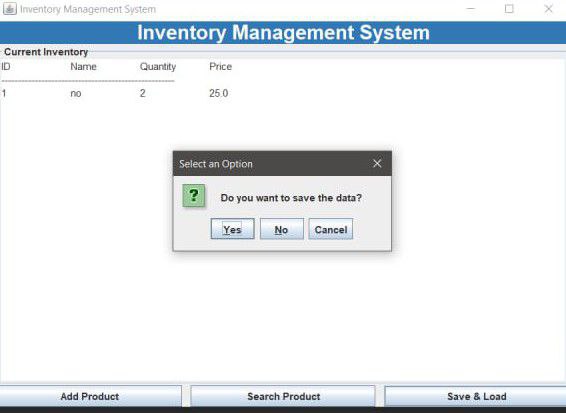 Inventory Management System
Inventory Management System
Current Inventory
ID Name Quantity Price
--------------------------------------------------------
1 no 2 25.0
Select an Option
?
Do you want to save the data?
Yes No Cancel
Add Product Search Product Save & Load